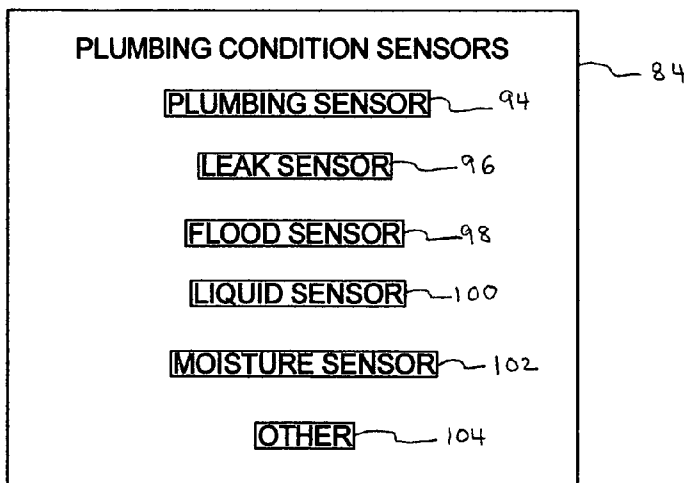 PLUMBING CONDITION SENSORS
84
PLUMBING SENSOR 94
LEAK SENSOR 96
FLOOD SENSOR 98
LIQUID SENSOR 100
MOISTURE SENSOR 102
OTHER 104